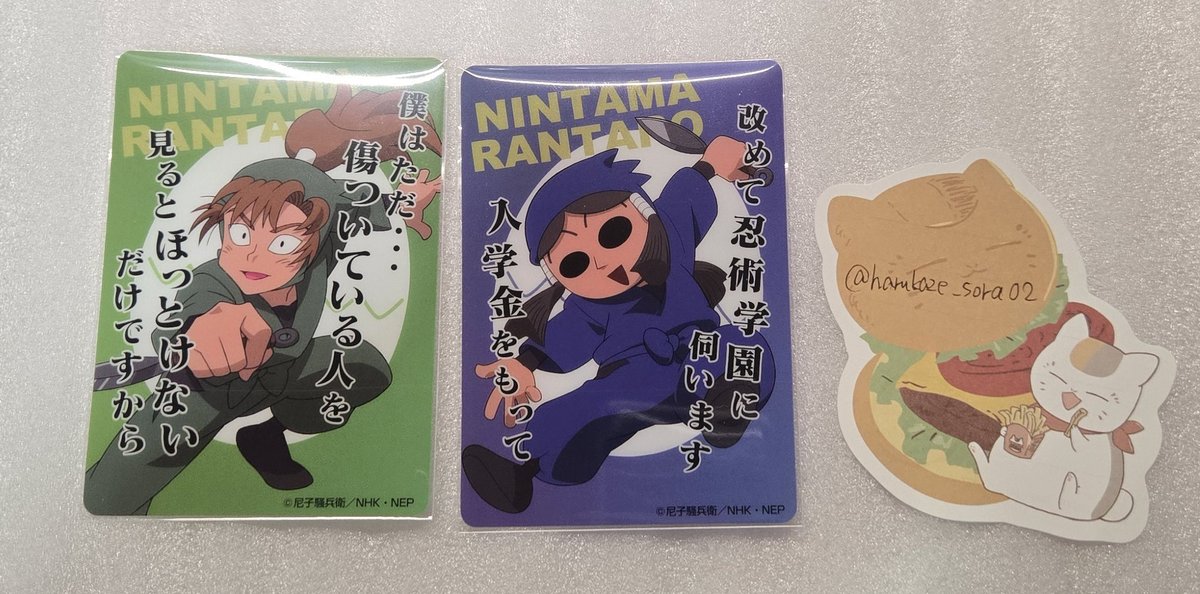 NINTAMA
RANTARO
僕はただ・・・
傷ついている人を
見るとほっとけない
だけですから
©尼子騒兵衛／NHK・NEP
NINTAMA
RANTARO
改めて忍術学園に
伺います
入学金をもって
©尼子騒兵衛／NHK・NEP
@harukaze_sora02